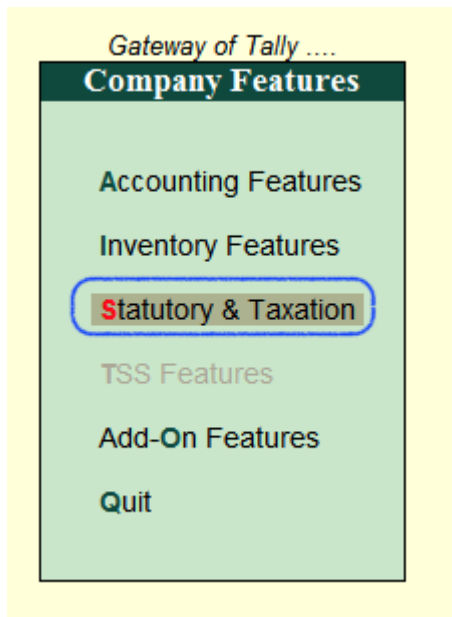 Gateway of Tally ....
Company Features
Accounting Features
Inventory Features
Statutory & Taxation
TSS Features
Add-On Features
Quit